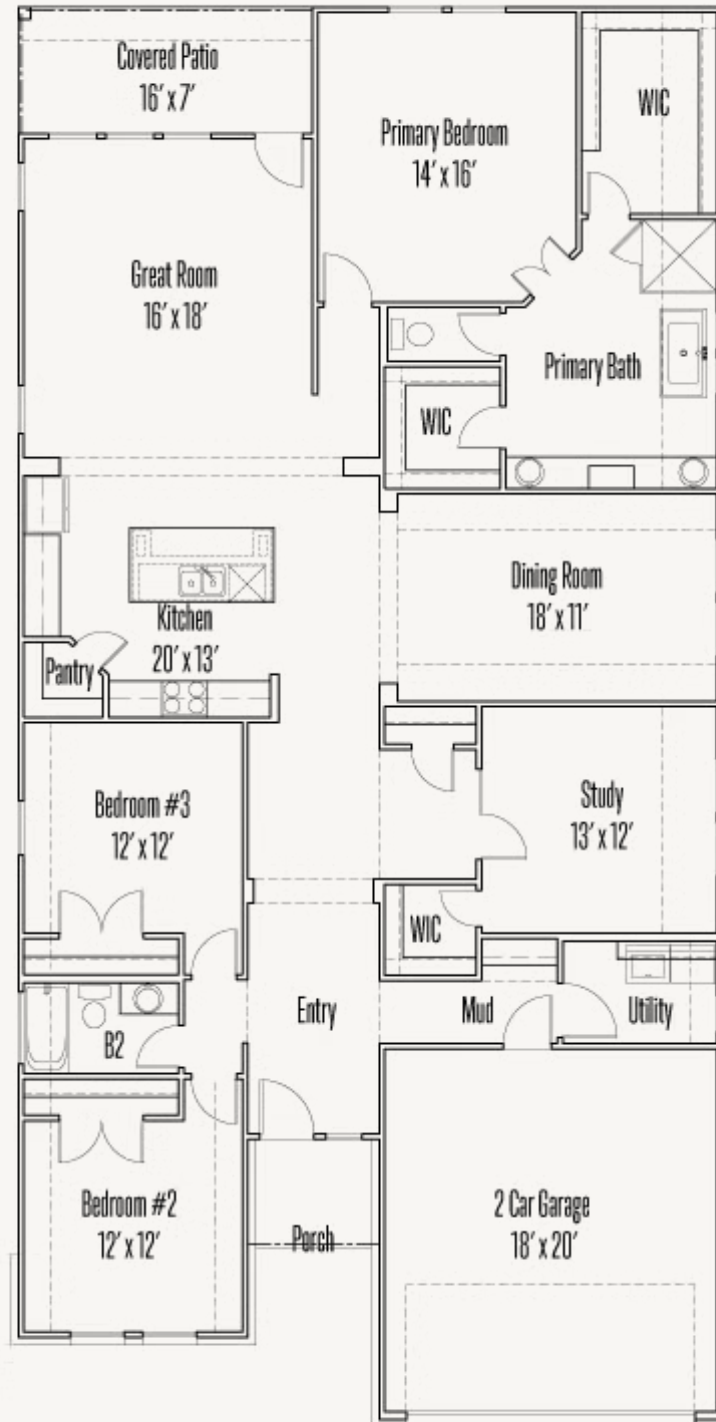 Covered Patio
16' x 7'
Primary Bedroom
14' x 16'
WIC
Great Room
16' x 18'
Primary Bath
WIC
Dining Room
18' x 11'
Kitchen
20' x 13'
Pantry
Bedroom #3
12' x 12'
Study
13' x 12'
WIC
Entry
Mud
Utility
B2
Bedroom #2
12' x 12'
Porch
2 Car Garage
18' x 20'